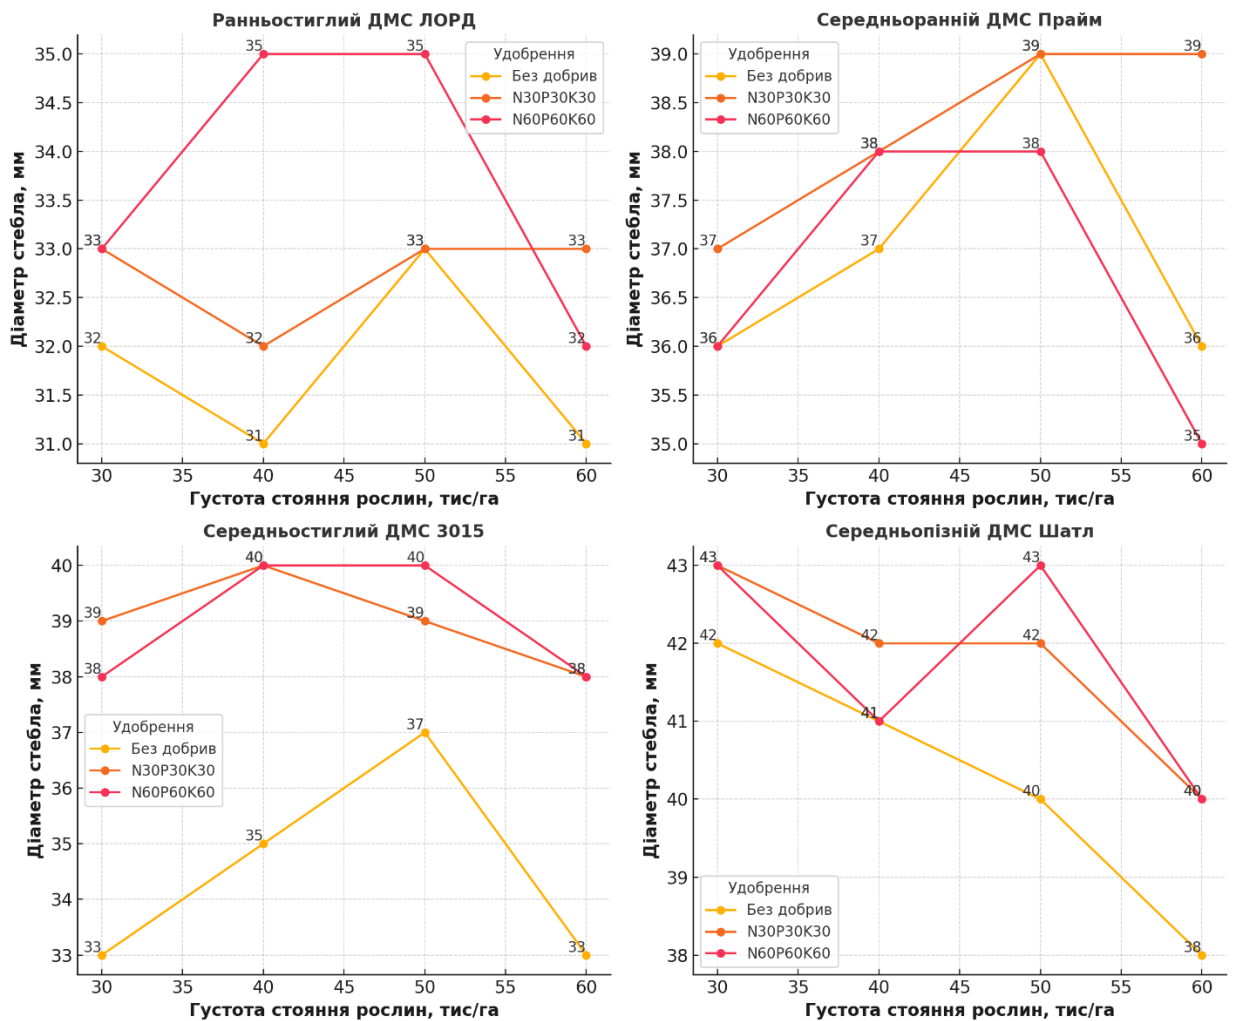 Ранньостиглий ДМС ЛОРД
Діаметр стебла, мм
35.0
34.5
34.0
33.5
33.0
32.5
32.0
31.5
31.0
Удобрення
Без добрив
N30P30K30
N60P60K60
35 35
33 33 33
32 32 32
31 31
30 35 40 45 50 55 60
Густота стояння рослин, тис/га
Середньоранній ДМС Прайм
Діаметр стебла, мм
39.0
38.5
38.0
37.5
37.0
36.5
36.0
35.5
35.0
Удобрення
Без добрив
N30P30K30
N60P60K60
39 39
38 38
37 37
36 36
35
30 35 40 45 50 55 60
Густота стояння рослин, тис/га
Середньостиглий ДМС 3015
Діаметр стебла, мм
40
39
38
37
36
35
34
33
40 40
39 39
38 38
37
35
33 33
Удобрення
Без добрив
N30P30K30
N60P60K60
30 35 40 45 50 55 60
Густота стояння рослин, тис/га
Середньопізній ДМС Шатл
Діаметр стебла, мм
43
42
41
40
39
38
43 43
42 42 42
41
40 40
38
Удобрення
Без добрив
N30P30K30
N60P60K60
30 35 40 45 50 55 60
Густота стояння рослин, тис/га